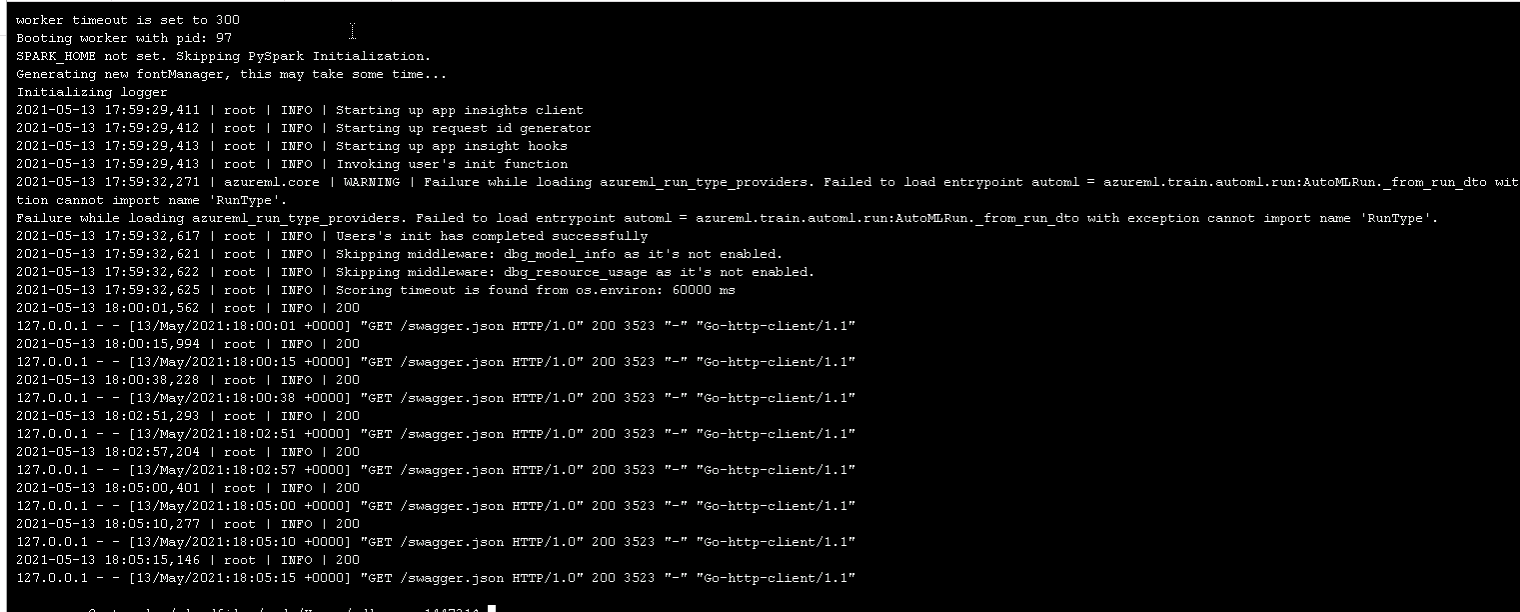 worker timeout is set to 300
Booting worker with pid: 97
SPARK_HOME not set. Skipping PySpark Initialization.
Generating new fontManager, this may take some time...
Initializing logger
2021-05-13 17:59:29,411 | root | INFO | Starting up app insights client
2021-05-13 17:59:29,412 | root | INFO | Starting up request id generator
2021-05-13 17:59:29,413 | root | INFO | Starting up app insight hooks
2021-05-13 17:59:29,413 | root | INFO | Invoking user's init function
2021-05-13 17:59:32,271 | azureml.core | WARNING | Failure while loading azureml_run_type_providers. Failed to load entrypoint automl = azureml.train.automl.run:AutoMLRun._from_run_dto wit
tion cannot import name 'RunType'.
Failure while loading azureml_run_type_providers. Failed to load entrypoint automl = azureml.train.automl.run:AutoMLRun._from_run_dto with exception cannot import name 'RunType'.
2021-05-13 17:59:32,617 | root | INFO | Users's init has completed successfully
2021-05-13 17:59:32,621 | root | INFO | Skipping middleware: dbg_model_info as it's not enabled.
2021-05-13 17:59:32,622 | root | INFO | Skipping middleware: dbg_resource_usage as it's not enabled.
2021-05-13 17:59:32,625 | root | INFO | Scoring timeout is found from os.environ: 60000 ms
2021-05-13 18:00:01,562 | root | INFO | 200
127.0.0.1 - - [13/May/2021:18:00:01 +0000] "GET /swagger.json HTTP/1.0" 200 3523 "-" "Go-http-client/1.1"
2021-05-13 18:00:15,994 | root | INFO | 200
127.0.0.1 - - [13/May/2021:18:00:15 +0000] "GET /swagger.json HTTP/1.0" 200 3523 "-" "Go-http-client/1.1"
2021-05-13 18:00:38,228 | root | INFO | 200
127.0.0.1 - - [13/May/2021:18:00:38 +0000] "GET /swagger.json HTTP/1.0" 200 3523 "-" "Go-http-client/1.1"
2021-05-13 18:02:51,293 | root | INFO | 200
127.0.0.1 - - [13/May/2021:18:02:51 +0000] "GET /swagger.json HTTP/1.0" 200 3523 "-" "Go-http-client/1.1"
2021-05-13 18:02:57,204 | root | INFO | 200
127.0.0.1 - - [13/May/2021:18:02:57 +0000] "GET /swagger.json HTTP/1.0" 200 3523 "-" "Go-http-client/1.1"
2021-05-13 18:05:00,401 | root | INFO | 200
127.0.0.1 - - [13/May/2021:18:05:00 +0000] "GET /swagger.json HTTP/1.0" 200 3523 "-" "Go-http-client/1.1"
2021-05-13 18:05:10,277 | root | INFO | 200
127.0.0.1 - - [13/May/2021:18:05:10 +0000] "GET /swagger.json HTTP/1.0" 200 3523 "-" "Go-http-client/1.1"
2021-05-13 18:05:15,146 | root | INFO | 200
127.0.0.1 - - [13/May/2021:18:05:15 +0000] "GET /swagger.json HTTP/1.0" 200 3523 "-" "Go-http-client/1.1"